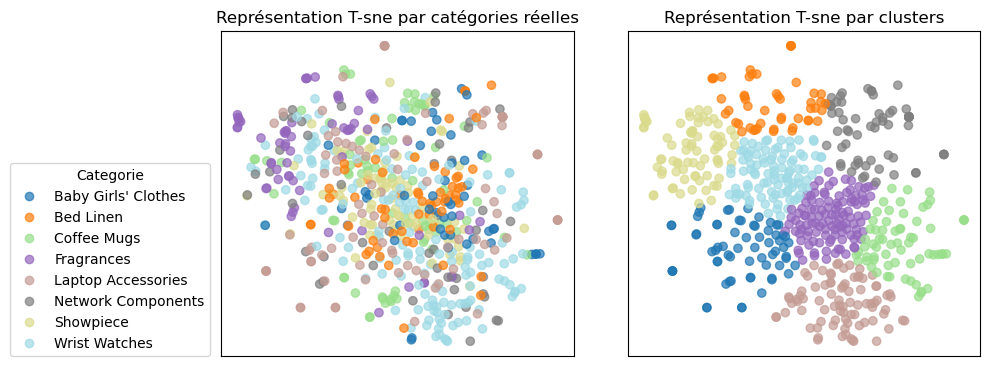 Représentation T-sne par catégories réelles
Représentation T-sne par clusters
Categorie
Baby Girls' Clothes
Bed Linen
Coffee Mugs
Fragrances
Laptop Accessories
Network Components
Showpiece
Wrist Watches